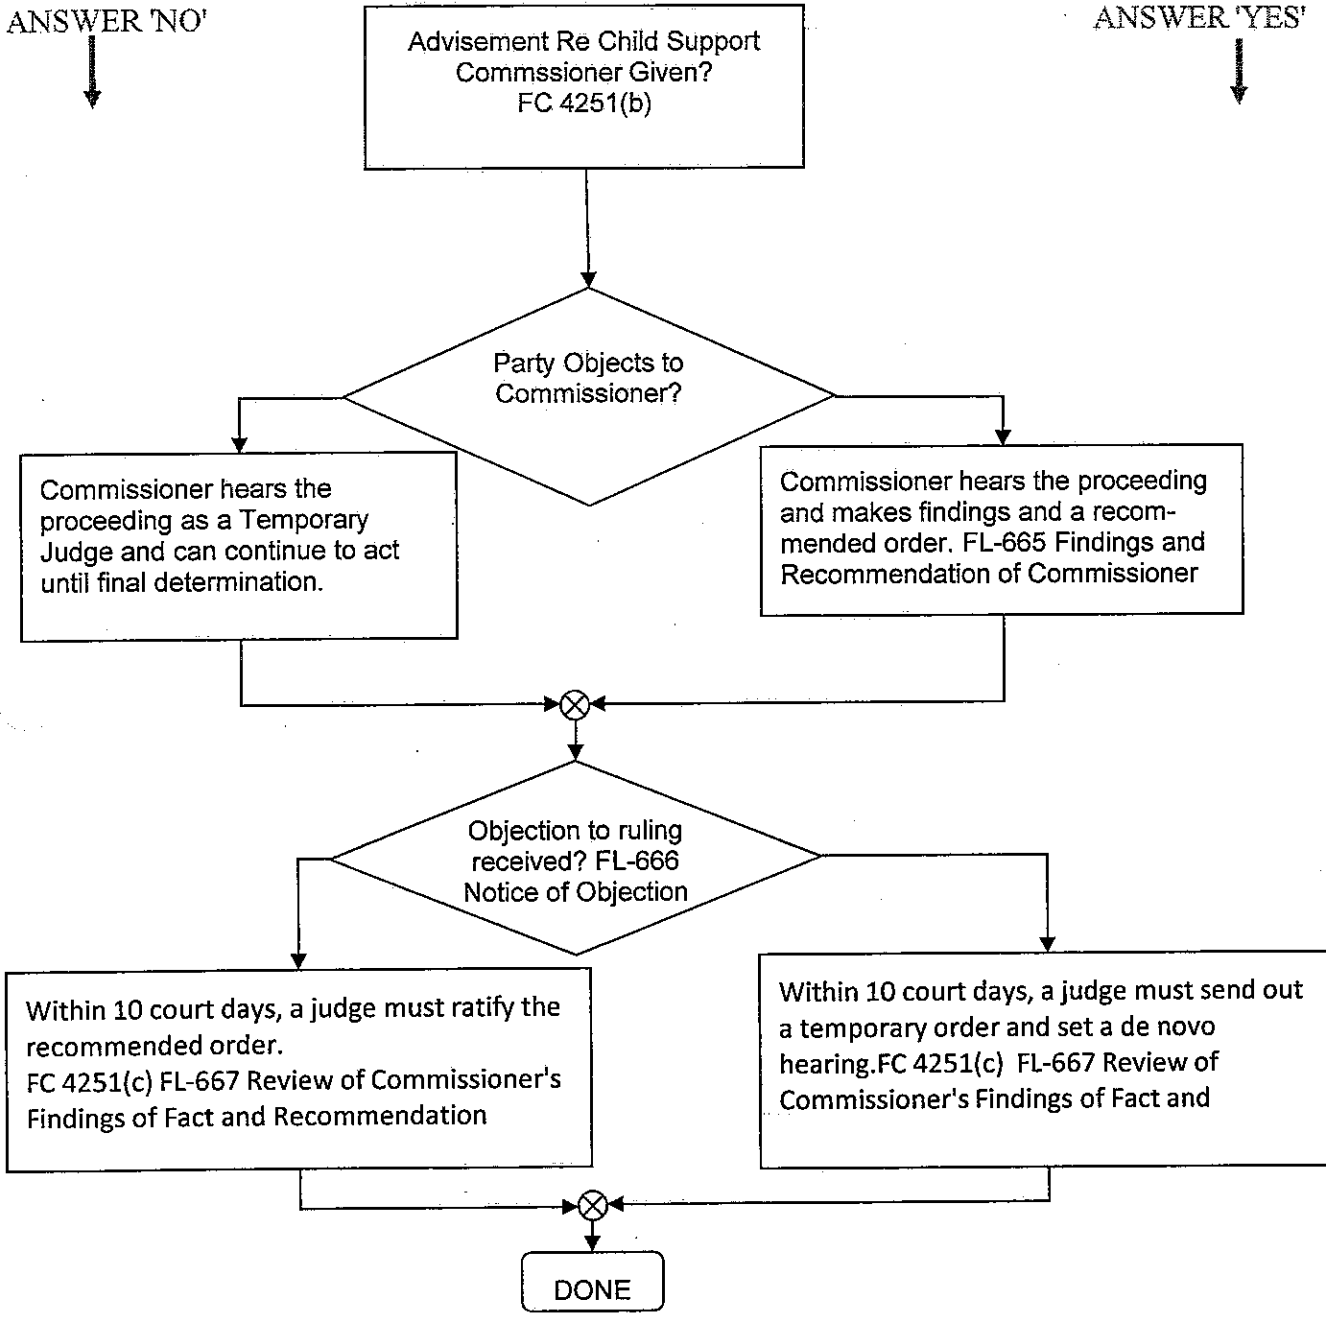 ANSWER 'NO'
ANSWER 'YES'
Advisement Re Child Support
Commssioner Given?
FC 4251(b)
Party Objects to
Commissioner?
Commissioner hears the
proceeding as a Temporary
Judge and can continue to act
until final determination.
Commissioner hears the proceeding
and makes findings and a recom-
mended order. FL-665 Findings and
Recommendation of Commissioner
Objection to ruling
received? FL-666
Notice of Objection
Within 10 court days, a judge must ratify the
recommended order.
FC 4251(c) FL-667 Review of Commissioner's
Findings of Fact and Recommendation
Within 10 court days, a judge must send out
a temporary order and set a de novo
hearing.FC 4251(c) FL-667 Review of
Commissioner's Findings of Fact and
DONE